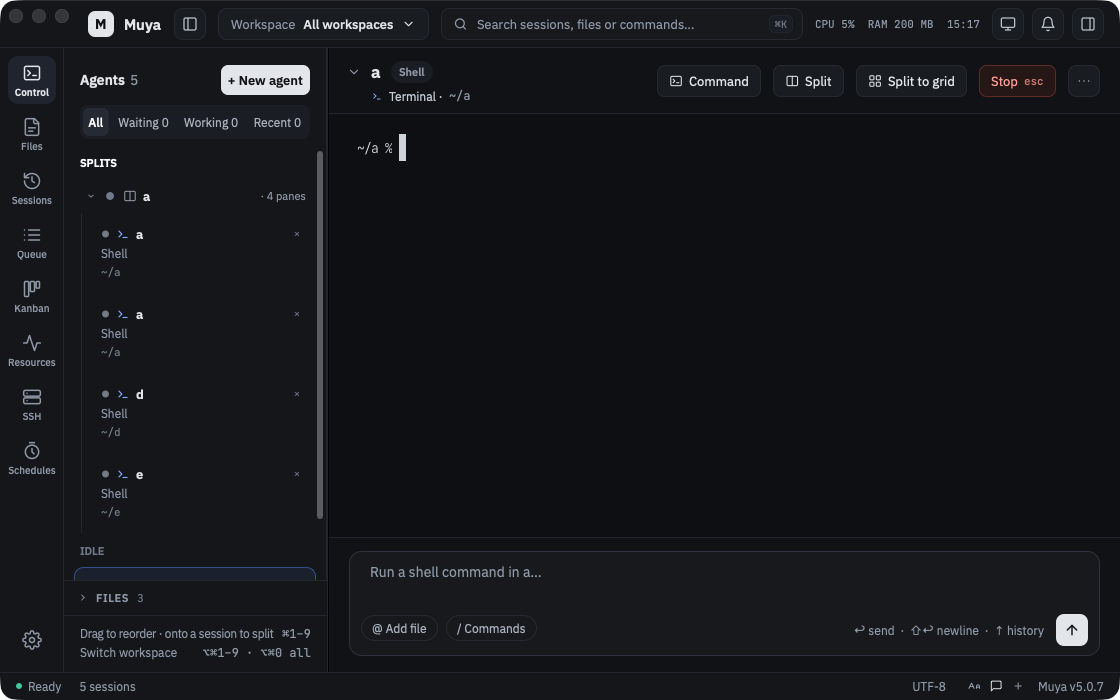 M Muya Workspace All workspaces Search sessions, files or commands... ⌘K CPU 5% RAM 200 MB 15:17
Control
Files
Sessions
Queue
Kanban
Resources
SSH
Schedules
Agents 5 + New agent
All Waiting 0 Working 0 Recent 0
SPLITS
a · 4 panes
a ×
Shell
~/a
a ×
Shell
~/a
d ×
Shell
~/d
e ×
Shell
~/e
IDLE
FILES 3
Drag to reorder · onto a session to split ⌘1–9
Switch workspace ⌥⌘1–9 · ⌥⌘0 all
a Shell
Terminal · ~/a
Command Split Split to grid Stop esc ···
~/a %
Run a shell command in a...
@ Add file / Commands ↩ send · ⇧↩ newline · ↑ history
Ready 5 sessions UTF-8 AA + Muya v5.0.7